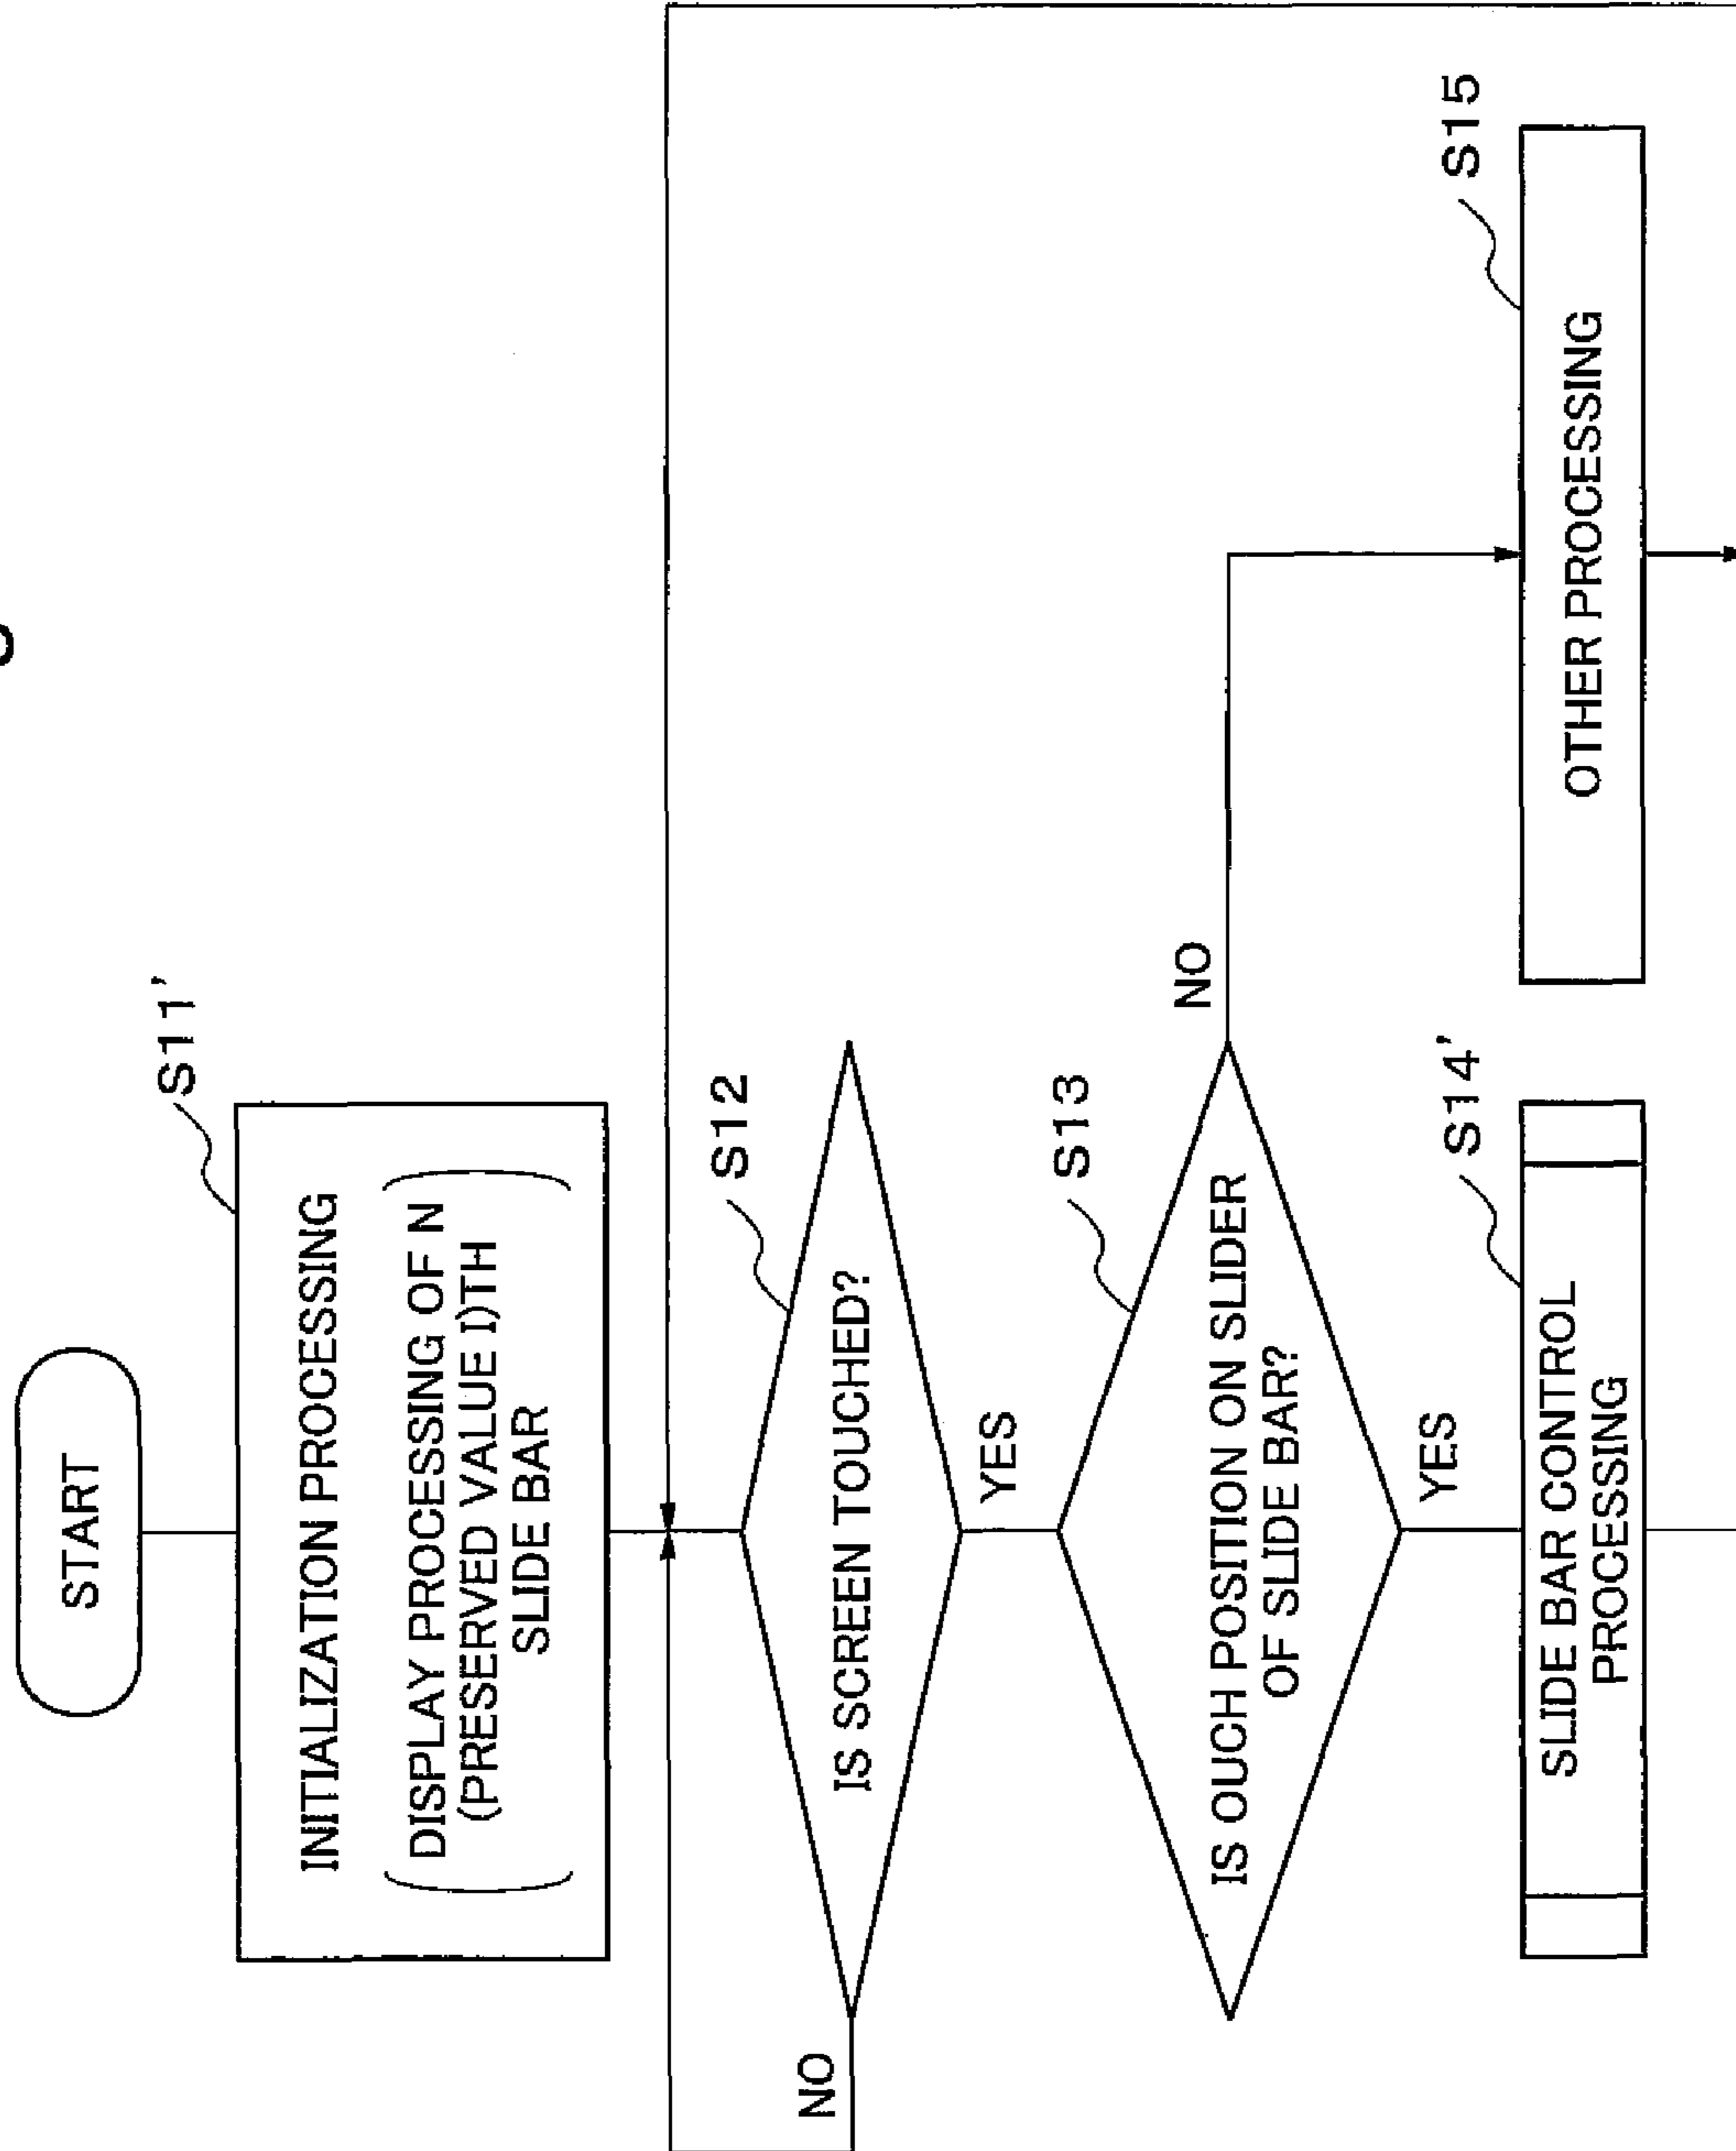 START
S11'
INITIALIZATION PROCESSING
(DISPLAY PROCESSING OF N
(PRESERVED VALUE I)TH
SLIDE BAR)
S12
IS SCREEN TOUCHED?
NO
YES
S13
IS OUCH POSITION ON SLIDER
OF SLIDE BAR?
NO
YES
S14'
SLIDE BAR CONTROL
PROCESSING
S15
OTHER PROCESSING